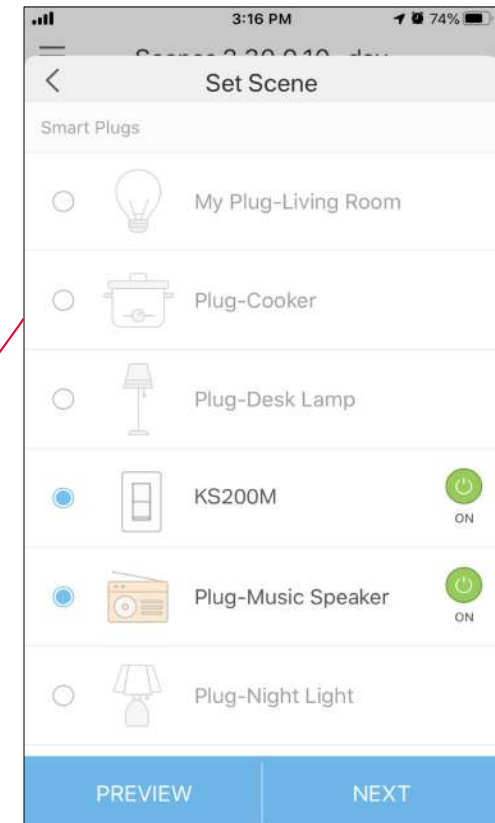 3:16 PM
74%
Set Scene
Smart Plugs
My Plug-Living Room
Plug-Cooker
Plug-Desk Lamp
KS200M
ON
Plug-Music Speaker
ON
Plug-Night Light
PREVIEW
NEXT